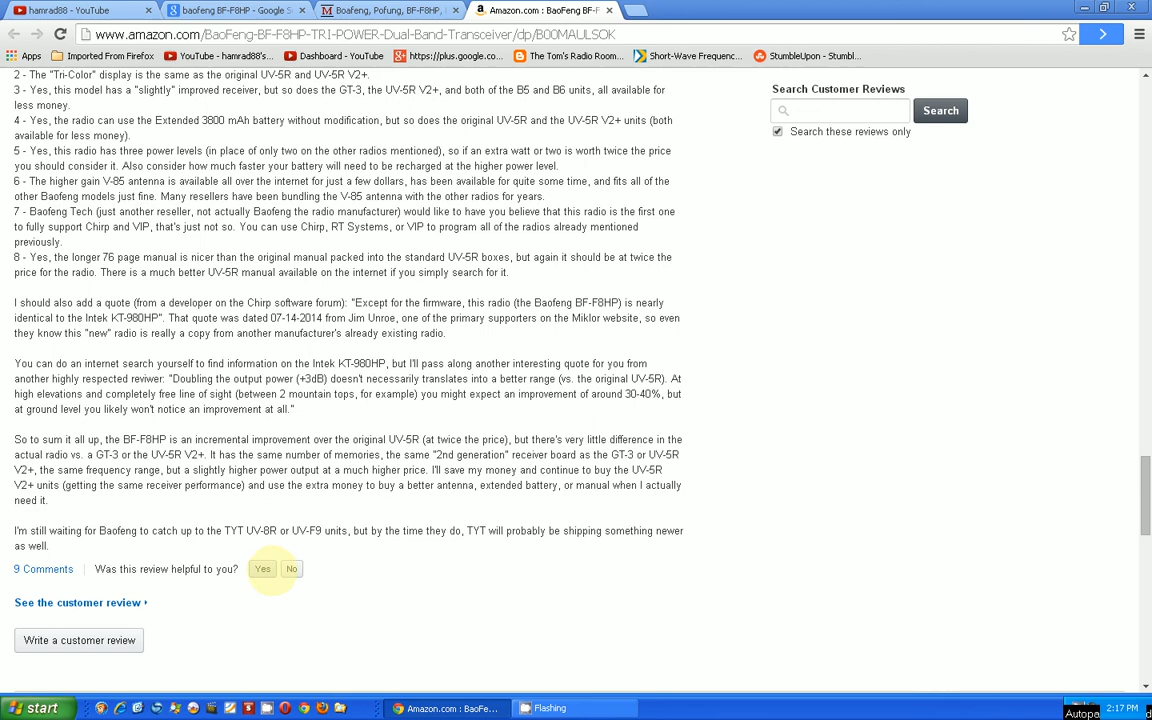 hamrad88 - YouTube
baofeng BF-F8HP - Google S
Boafeng, Pofung, BF-F8HP,
Amazon.com : BaoFeng BF-F
www.amazon.com/BaoFeng-BF-F8HP-TRI-POWER-Dual-Band-Transceiver/dp/B00MAULSOK
Apps
Imported From Firefox
YouTube - hamrad88's...
Dashboard - YouTube
https://plus.google.co...
The Tom's Radio Room...
Short-Wave Frequenc...
StumbleUpon - Stumbl...
2 - The "Tri-Color" display is the same as the original UV-5R and UV-5R V2+.
3 - Yes, this model has a "slightly" improved receiver, but so does the GT-3, the UV-5R V2+, and both of the B5 and B6 units, all available for
less money.
4 - Yes, the radio can use the Extended 3800 mAh battery without modification, but so does the original UV-5R and the UV-5R V2+ units (both
available for less money).
5 - Yes, this radio has three power levels (in place of only two on the other radios mentioned), so if an extra watt or two is worth twice the price
you should consider it. Also consider how much faster your battery will need to be recharged at the higher power level.
6 - The higher gain V-85 antenna is available all over the internet for just a few dollars, has been available for quite some time, and fits all of the
other Baofeng models just fine. Many resellers have been bundling the V-85 antenna with the other radios for years.
7 - Baofeng Tech (just another reseller, not actually Baofeng the radio manufacturer) would like to have you believe that this radio is the first one
to fully support Chirp and VIP, that's just not so. You can use Chirp, RT Systems, or VIP to program all of the radios already mentioned
previously.
8 - Yes, the longer 76 page manual is nicer than the original manual packed into the standard UV-5R boxes, but again it should be at twice the
price for the radio. There is a much better UV-5R manual available on the internet if you simply search for it.
I should also add a quote (from a developer on the Chirp software forum): "Except for the firmware, this radio (the Baofeng BF-F8HP) is nearly
identical to the Intek KT-980HP". That quote was dated 07-14-2014 from Jim Unroe, one of the primary supporters on the Miklor website, so even
they know this "new" radio is really a copy from another manufacturer's already existing radio.
You can do an internet search yourself to find information on the Intek KT-980HP, but I'll pass along another interesting quote for you from
another highly respected reviwer: "Doubling the output power (+3dB) doesn't necessarily translates into a better range (vs. the original UV-5R). At
high elevations and completely free line of sight (between 2 mountain tops, for example) you might expect an improvement of around 30-40%, but
at ground level you likely won't notice an improvement at all."
So to sum it all up, the BF-F8HP is an incremental improvement over the original UV-5R (at twice the price), but there's very little difference in the
actual radio vs. a GT-3 or the UV-5R V2+. It has the same number of memories, the same "2nd generation" receiver board as the GT-3 or UV-5R
V2+, the same frequency range, but a slightly higher power output at a much higher price. I'll save my money and continue to buy the UV-5R
V2+ units (getting the same receiver performance) and use the extra money to buy a better antenna, extended battery, or manual when I actually
need it.
I'm still waiting for Baofeng to catch up to the TYT UV-8R or UV-F9 units, but by the time they do, TYT will probably be shipping something newer
as well.
9 Comments
Was this review helpful to you?
Yes
No
See the customer review
Write a customer review
Search Customer Reviews
Search
Search these reviews only
start
Amazon.com : BaoFe...
Flashing
2:17 PM
Autopa